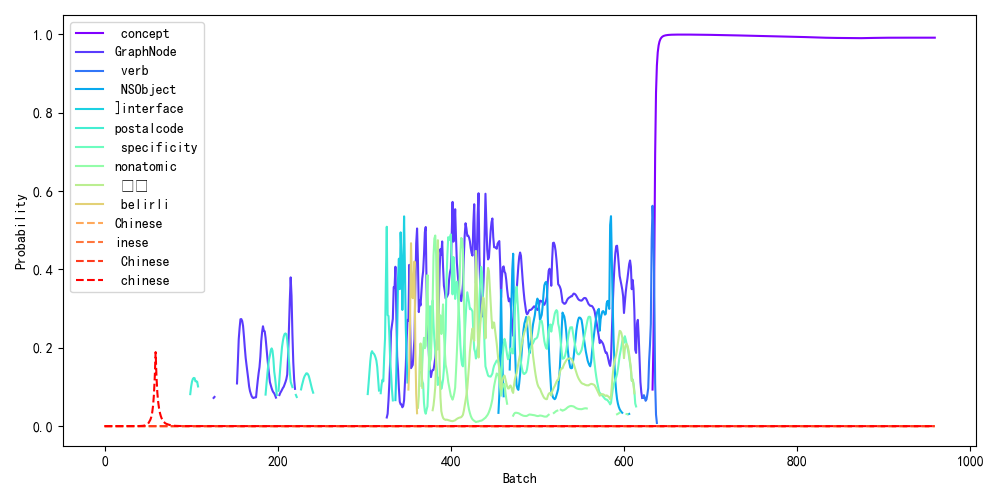 concept
GraphNode
verb
NSObject
]interface
postalcode
specificity
nonatomic
□□
belirli
Chinese
inese
Chinese
chinese
1.0
0.8
0.6
0.4
0.2
0.0
Probability
0
200
400
600
800
1000
Batch